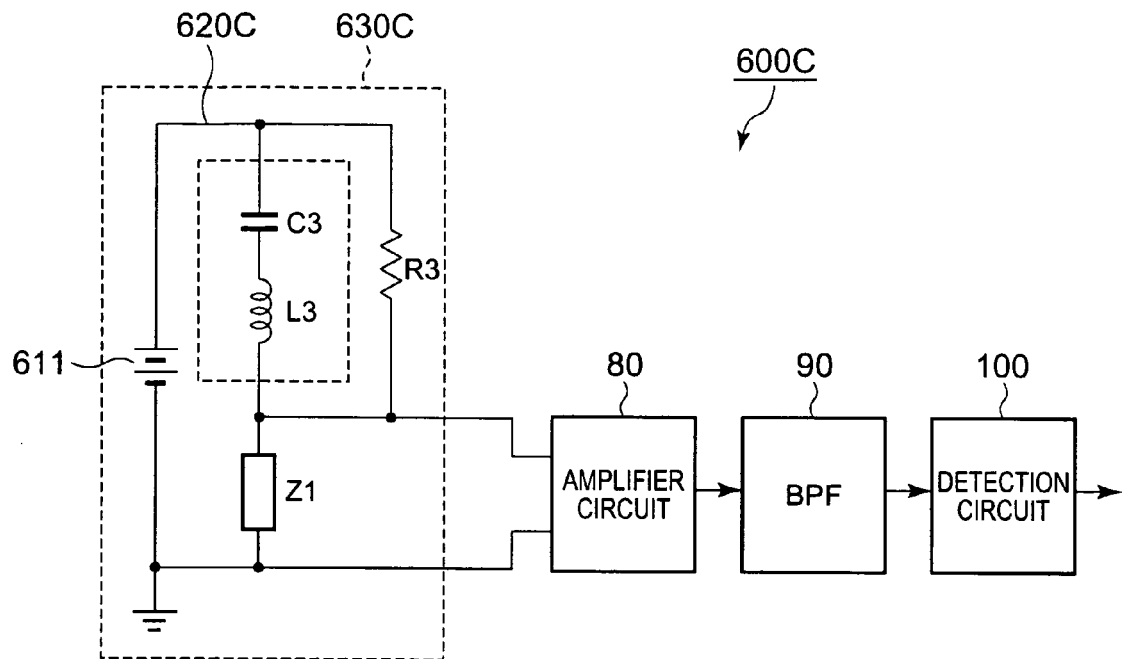 620C
630C
600C
C3
R3
L3
611
80
90
100
Z1
AMPLIFIER
CIRCUIT
BPF
DETECTION
CIRCUIT